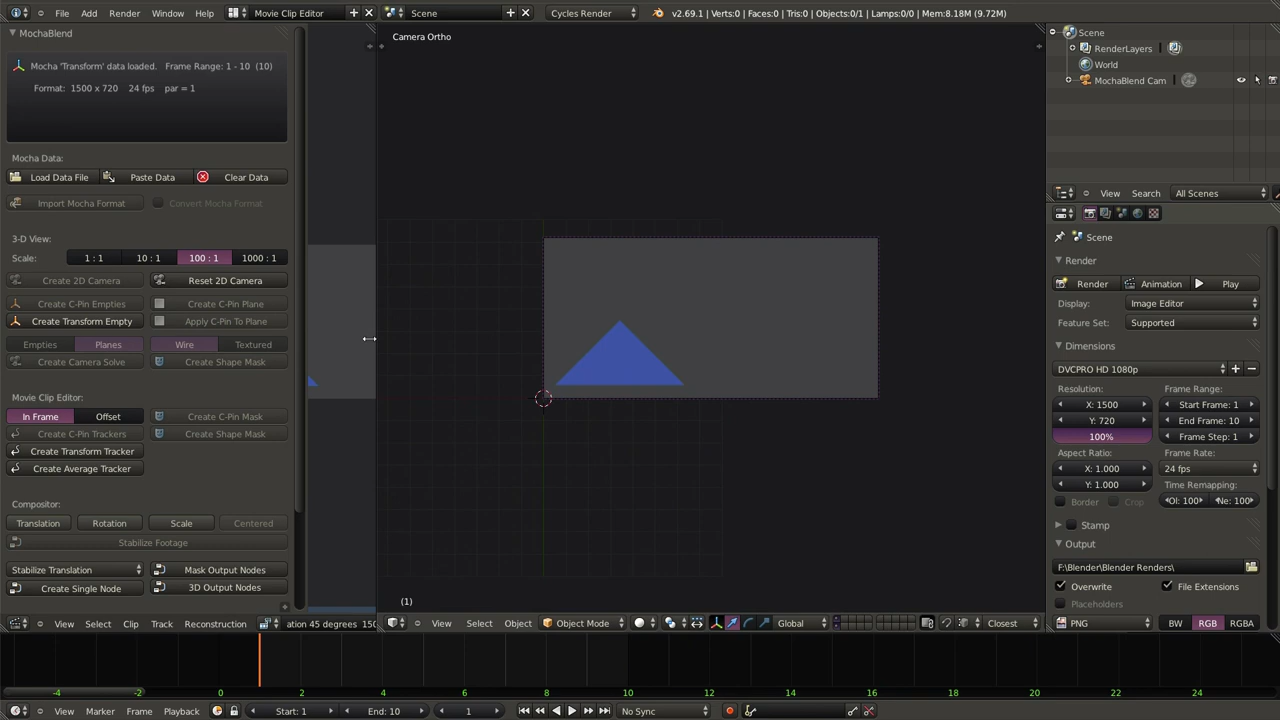 File
Add
Render
Window
Help
Movie Clip Editor
Scene
Cycles Render
v2.69.1 | Verts:0 | Faces:0 | Tris:0 | Objects:0/1 | Lamps:0/0 | Mem:8.18M (9.72M)
MochaBlend
Mocha 'Transform' data loaded. Frame Range: 1 - 10 (10)
Format: 1500 x 720 24 fps par = 1
Mocha Data:
Load Data File
Paste Data
Clear Data
Import Mocha Format
Convert Mocha Format
3-D View:
Scale:
1 : 1
10 : 1
100 : 1
1000 : 1
Create 2D Camera
Reset 2D Camera
Create C-Pin Empties
Create C-Pin Plane
Create Transform Empty
Apply C-Pin To Plane
Empties
Planes
Wire
Textured
Create Camera Solve
Create Shape Mask
Movie Clip Editor:
In Frame
Offset
Create C-Pin Mask
Create C-Pin Trackers
Create Shape Mask
Create Transform Tracker
Create Average Tracker
Compositor:
Translation
Rotation
Scale
Centered
Stabilize Footage
Stabilize Translation
Mask Output Nodes
Create Single Node
3D Output Nodes
View
Select
Clip
Track
Reconstruction
ation 45 degrees 150
Camera Ortho
(1)
View
Select
Object
Object Mode
Global
Closest
Scene
RenderLayers
World
MochaBlend Cam
View
Search
All Scenes
Scene
Render
Render
Animation
Play
Display:
Image Editor
Feature Set:
Supported
Dimensions
DVCPRO HD 1080p
Resolution:
Frame Range:
X: 1500
Start Frame: 1
Y: 720
End Frame: 10
100%
Frame Step: 1
Aspect Ratio:
Frame Rate:
X: 1.000
24 fps
Y: 1.000
Time Remapping:
Border
Crop
Ol: 100
Ne: 100
Stamp
Output
F:\Blender\Blender Renders\
Overwrite
File Extensions
Placeholders
PNG
BW
RGB
RGBA
-4
-2
0
2
4
6
8
10
12
14
16
18
20
22
24
View
Marker
Frame
Playback
Start: 1
End: 10
1
No Sync